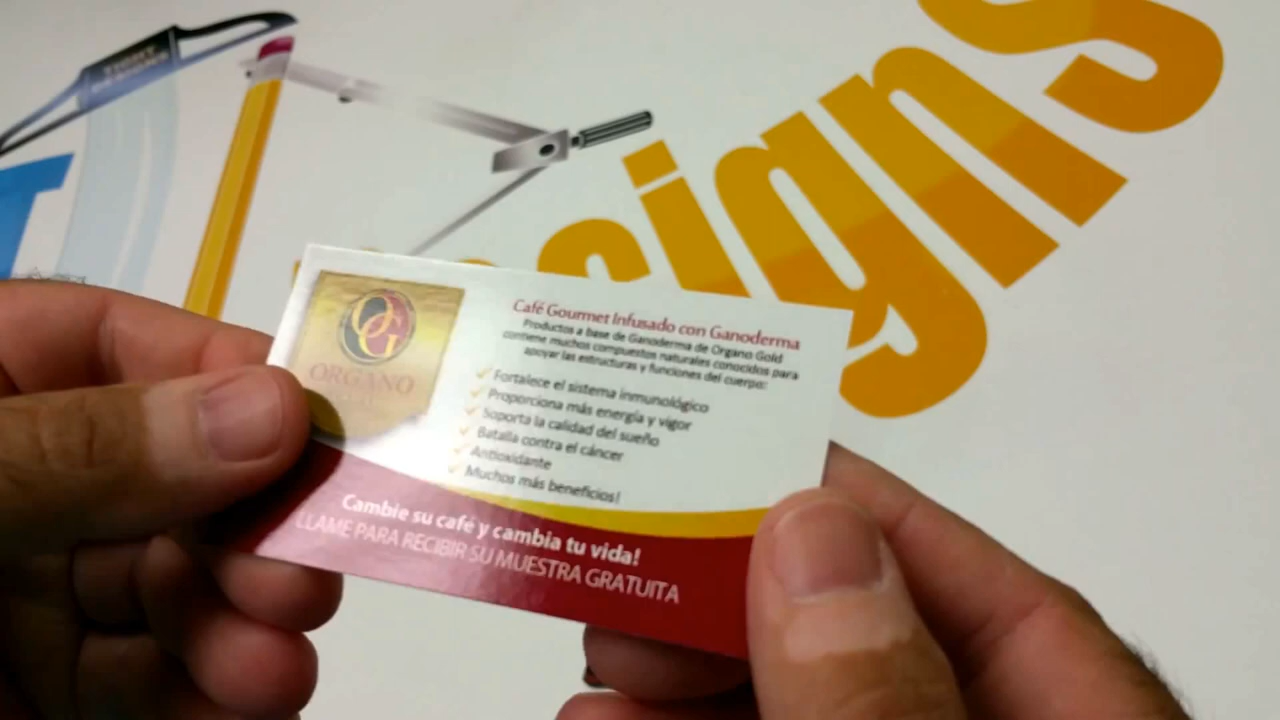 TIGHT
DESIGNS
T
signs
OG
ORGANO
Café Gourmet Infusado con Ganoderma
Productos a base de Ganoderma de Organo Gold
contiene muchos compuestos naturales conocidos para
apoyar las estructuras y funciones del cuerpo:
Fortalece el sistema inmunológico
Proporciona más energía y vigor
Soporta la calidad del sueño
Batalla contra el cáncer
Antioxidante
Muchos más beneficios!
Cambie su café y cambia tu vida!
LLAME PARA RECIBIR SU MUESTRA GRATUITA